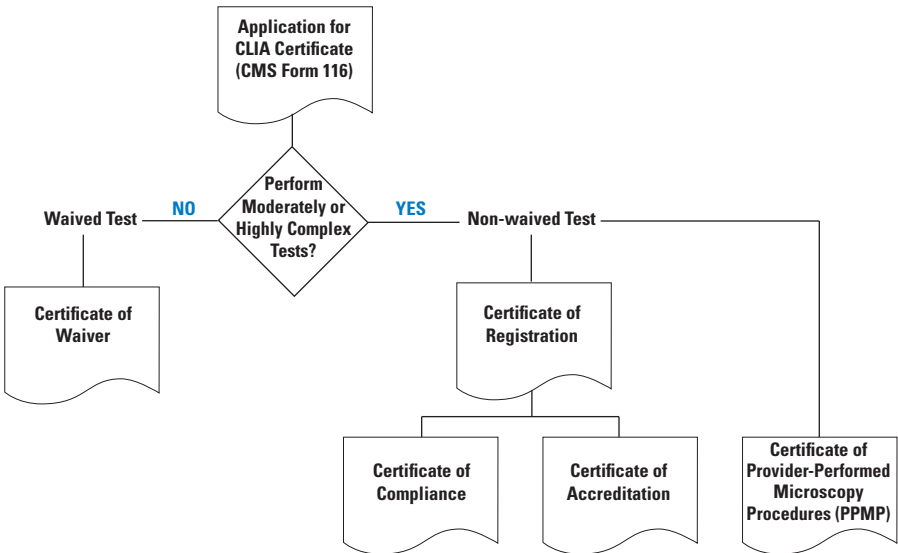 Application for
CLIA Certificate
(CMS Form 116)
Perform
Moderately or
Highly Complex
Tests?
Waived Test
NO
YES
Non-waived Test
Certificate of
Waiver
Certificate of
Registration
Certificate of
Compliance
Certificate of
Accreditation
Certificate of
Provider-Performed
Microscopy
Procedures (PPMP)